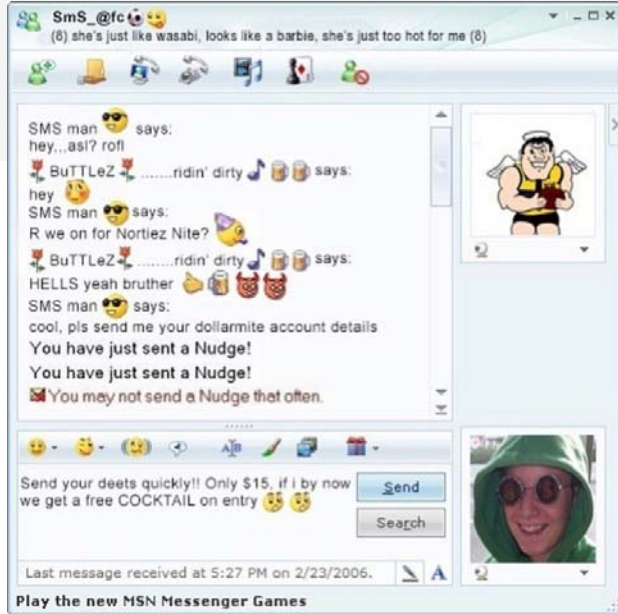 SmS_@fc
(8) she's just like wasabi, looks like a barbie, she's just too hot for me (8)
SMS man says:
hey,..asl? rofl
BuTTLeZ .......ridin' dirty says:
hey
SMS man says:
R we on for Nortiez Nite?
BuTTLeZ ........ridin' dirty says:
HELLS yeah bruther
SMS man says:
cool, pls send me your dollarmite account details
You have just sent a Nudge!
You have just sent a Nudge!
You may not send a Nudge that often.
Send your deets quickly!! Only $15, if i by now
we get a free COCKTAIL on entry
Send
Search
Last message received at 5:27 PM on 2/23/2006.
A
Play the new MSN Messenger Games